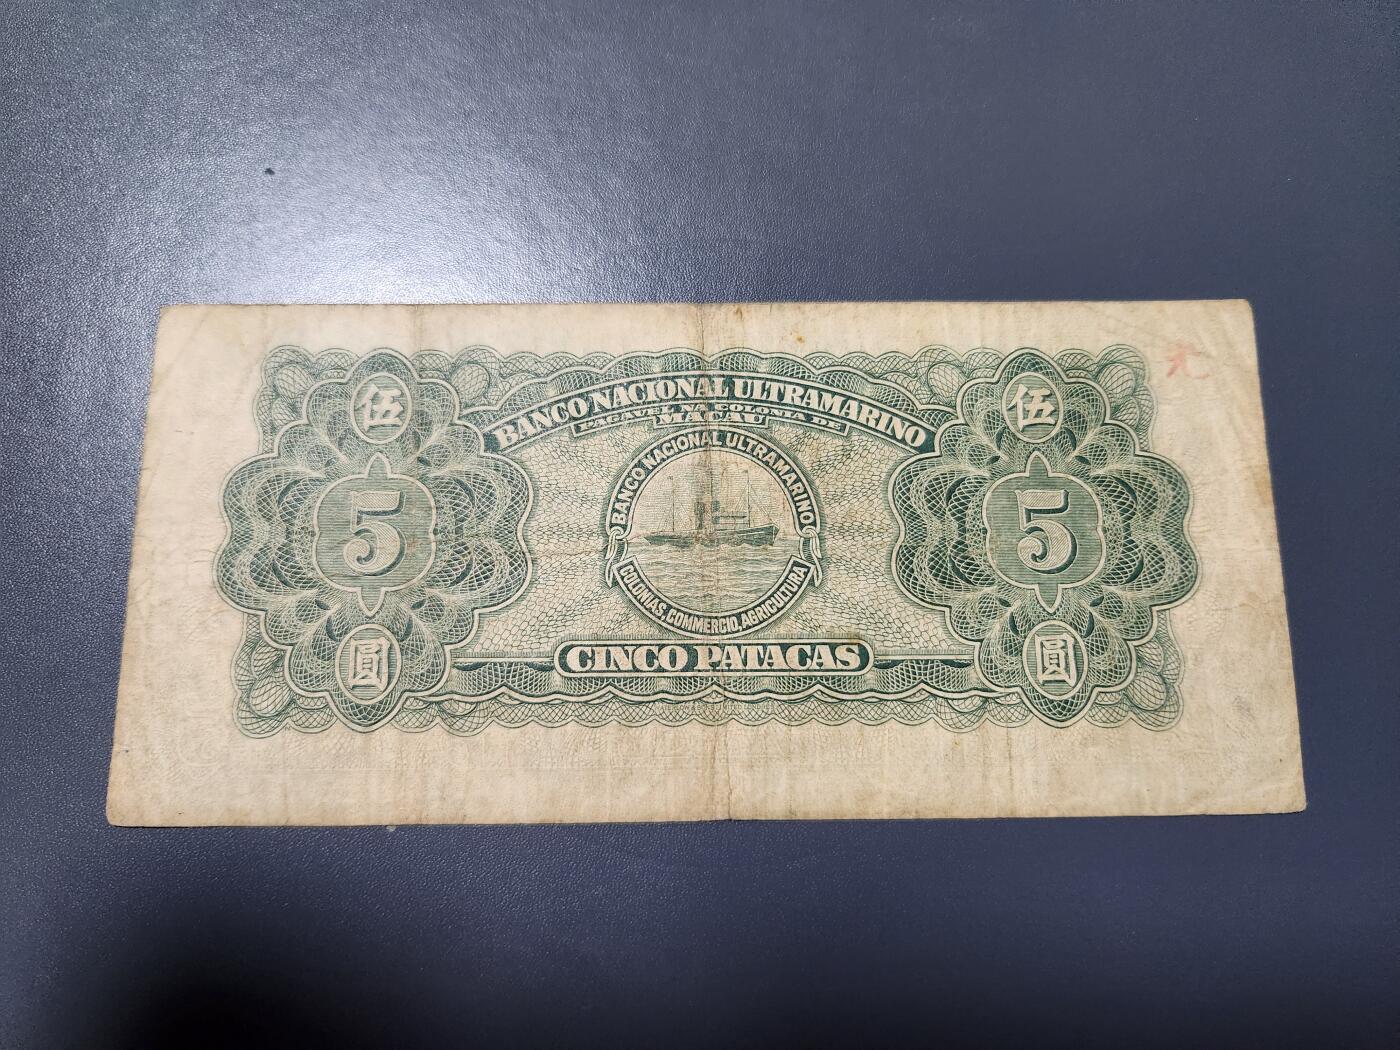 伍
伍
BANCO NACIONAL ULTRAMARINO
PAGAVEL NA COLONIA DE
MACAU
BANCO NACIONAL ULTRAMARINO
5
5
COLONIAS, COMMERCIO, AGRICULTURA
圓
圓
CINCO PATACAS